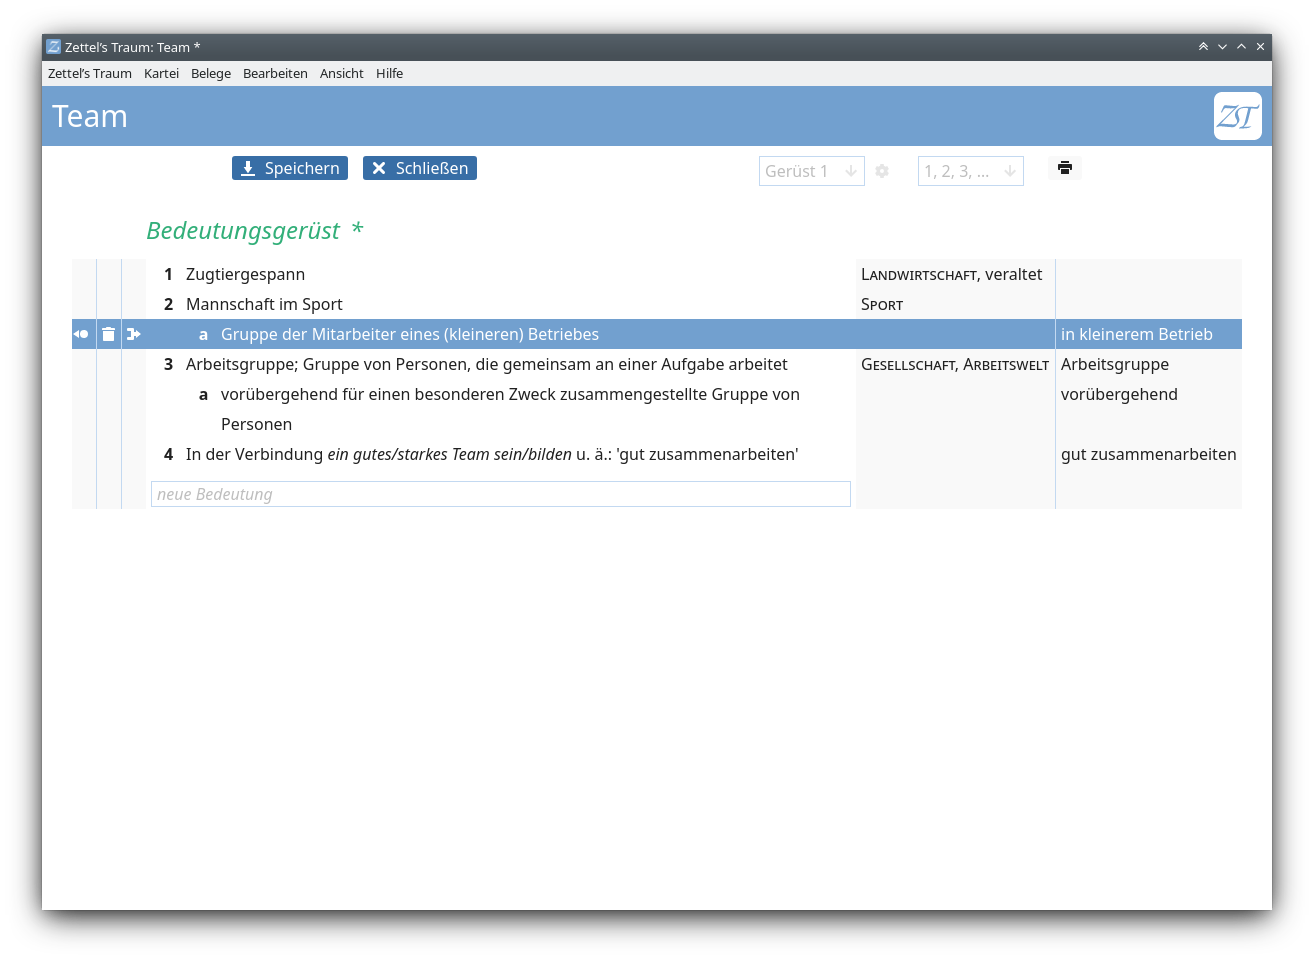 Zettel’s Traum: Team *
Zettel’s Traum Kartei Belege Bearbeiten Ansicht Hilfe
Team ZT
Speichern Schließen Gerüst 1 1, 2, 3, ...
Bedeutungsgerüst *
1 Zugtiergespann Landwirtschaft, veraltet
2 Mannschaft im Sport Sport
a Gruppe der Mitarbeiter eines (kleineren) Betriebes in kleinerem Betrieb
3 Arbeitsgruppe; Gruppe von Personen, die gemeinsam an einer Aufgabe arbeitet Gesellschaft, Arbeitswelt Arbeitsgruppe
a vorübergehend für einen besonderen Zweck zusammengestellte Gruppe von vorübergehend
Personen
4 In der Verbindung ein gutes/starkes Team sein/bilden u. ä.: 'gut zusammenarbeiten' gut zusammenarbeiten
neue Bedeutung